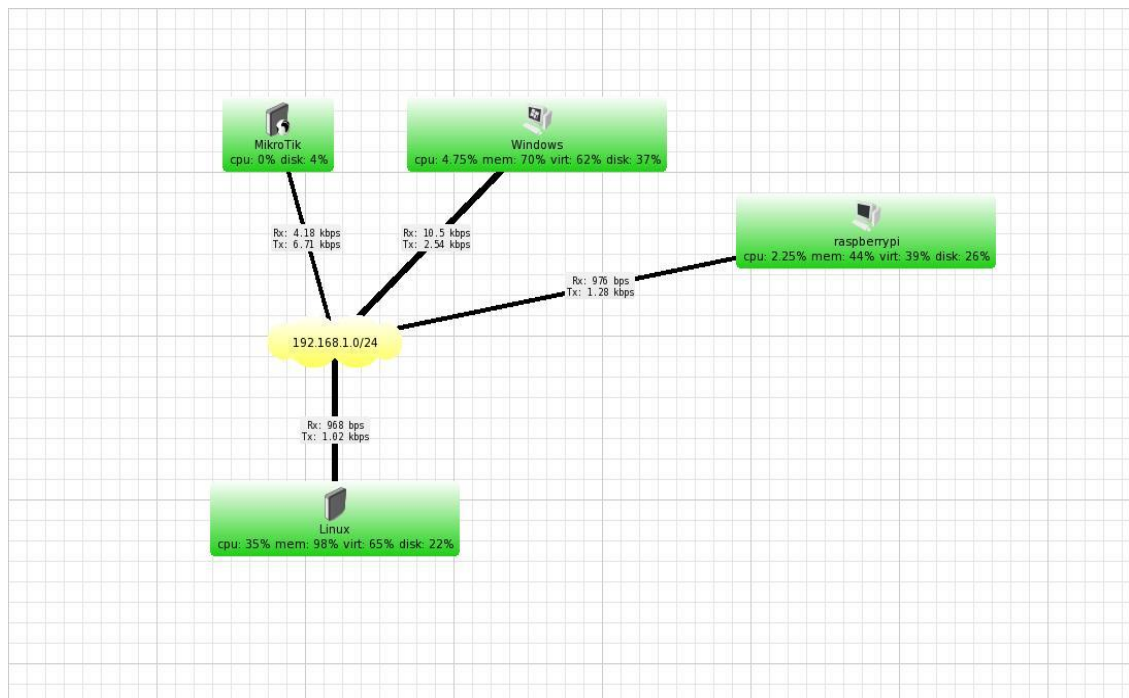 MikroTik
cpu: 0% disk: 4%
Windows
cpu: 4.75% mem: 70% virt: 62% disk: 37%
raspberrypi
cpu: 2.25% mem: 44% virt: 39% disk: 26%
Rx: 4.18 kbps
Tx: 6.71 kbps
Rx: 10.5 kbps
Tx: 2.54 kbps
Rx: 976 bps
Tx: 1.28 kbps
192.168.1.0/24
Rx: 968 bps
Tx: 1.02 kbps
Linux
cpu: 35% mem: 98% virt: 65% disk: 22%